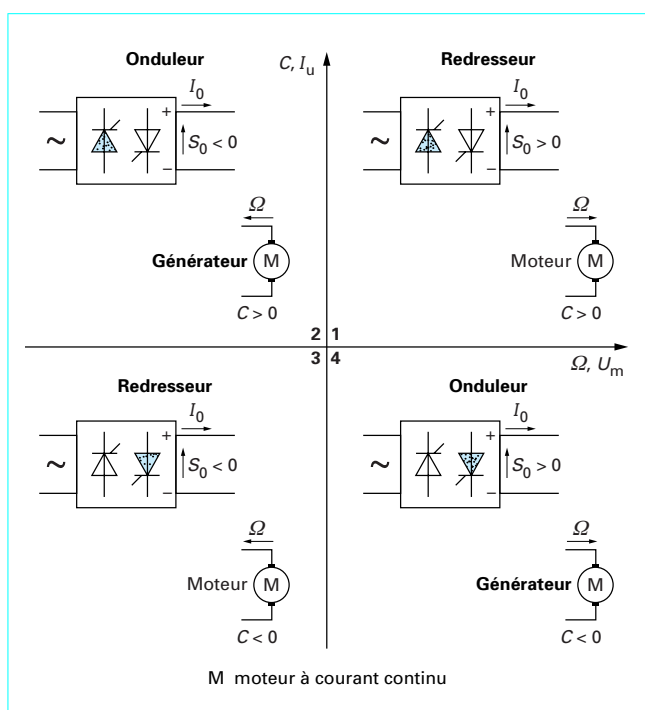 Onduleur
C, Iu
Redresseur
I0
I0
+
+
~
S0 < 0
~
S0 > 0
–
–
Ω
Ω
Générateur M
Moteur M
C > 0
C > 0
2 1
3 4
Ω, Um
Redresseur
Onduleur
I0
I0
+
+
~
S0 < 0
~
S0 > 0
–
–
Ω
Ω
Moteur M
Générateur M
C < 0
C < 0
M moteur à courant continu